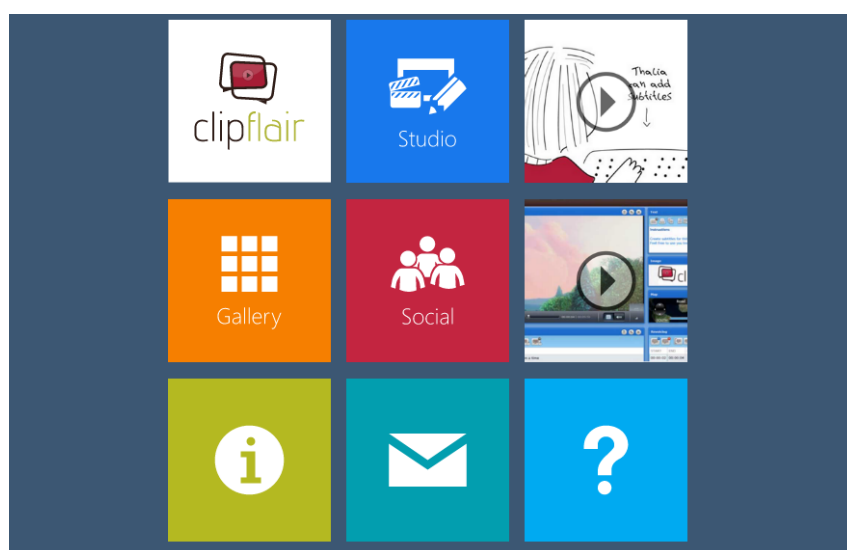 clipflair
Studio
Thalia
can add
subtitles
Gallery
Social
i
?